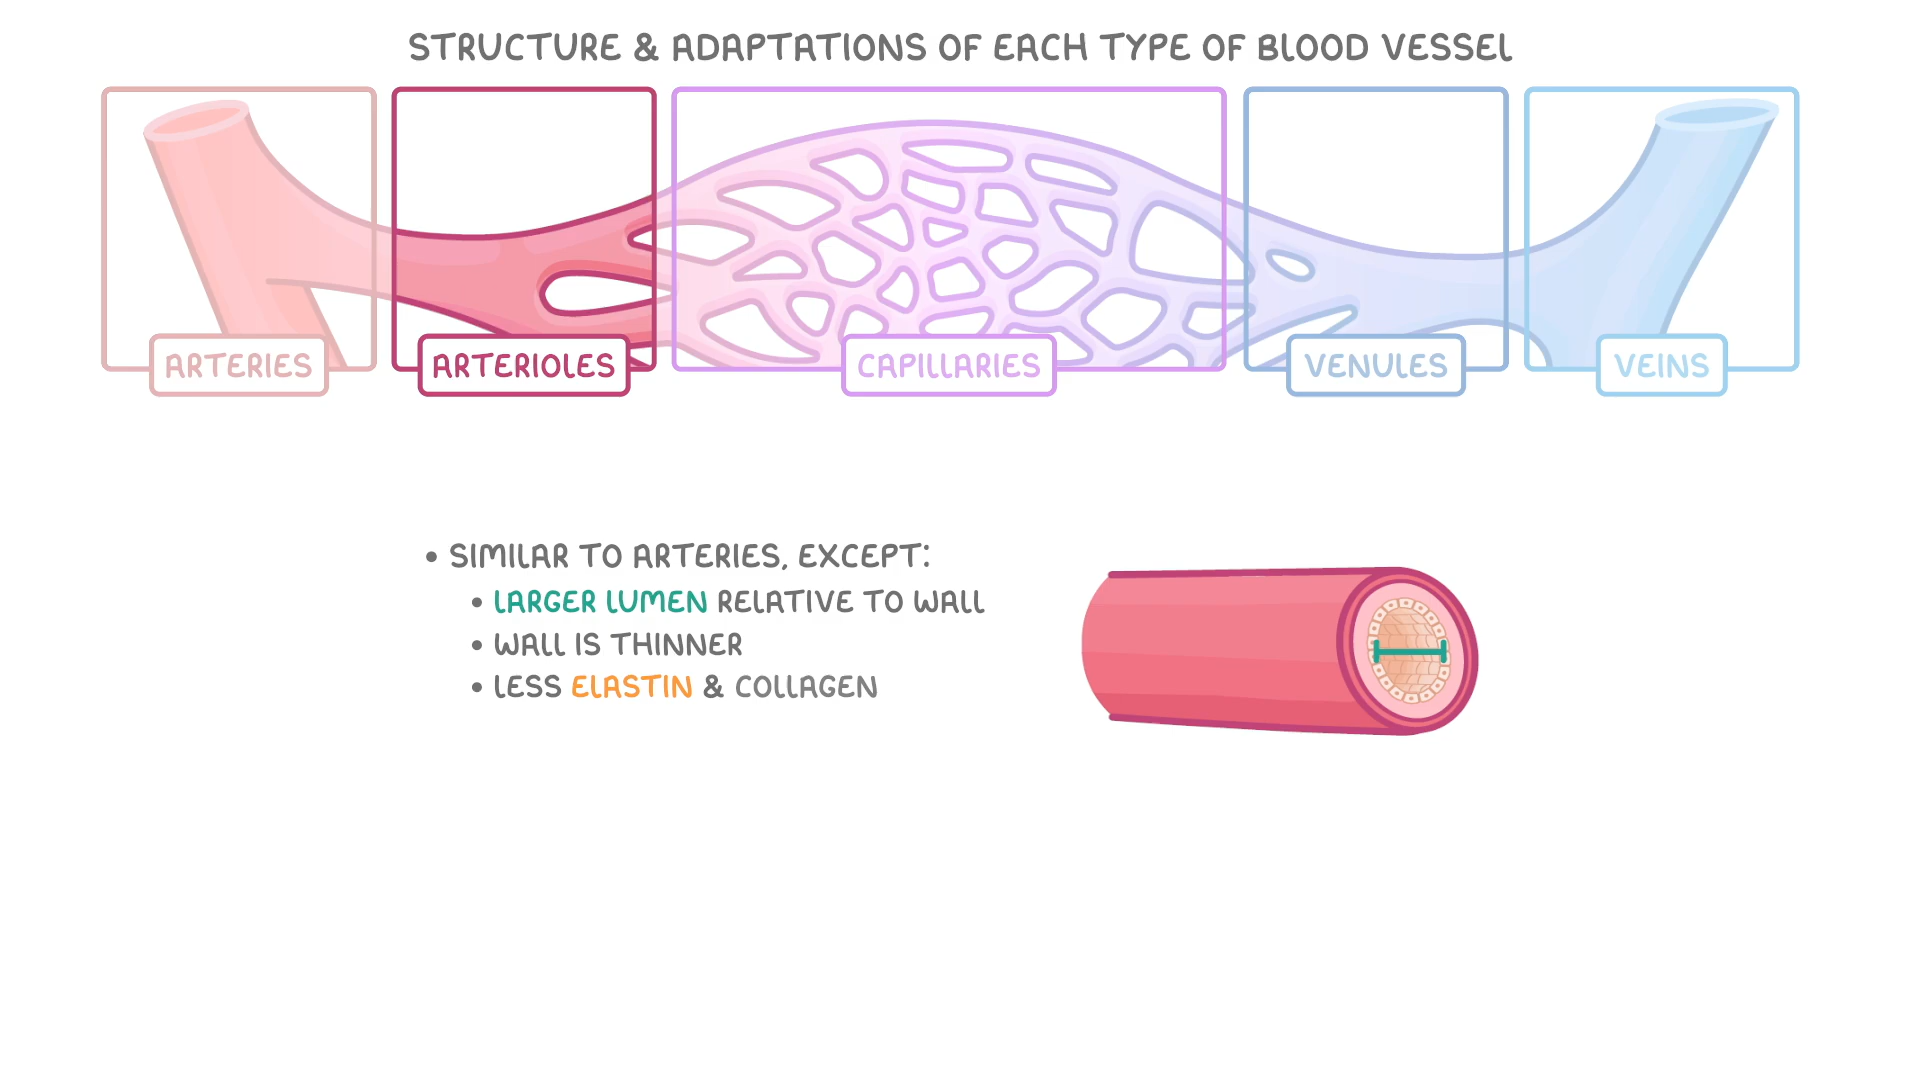 STRUCTURE & ADAPTATIONS OF EACH TYPE OF BLOOD VESSEL
ARTERIES
ARTERIOLES
CAPILLARIES
VENULES
VEINS
• SIMILAR TO ARTERIES, EXCEPT:
• LARGER LUMEN RELATIVE TO WALL
• WALL IS THINNER
• LESS ELASTIN & COLLAGEN